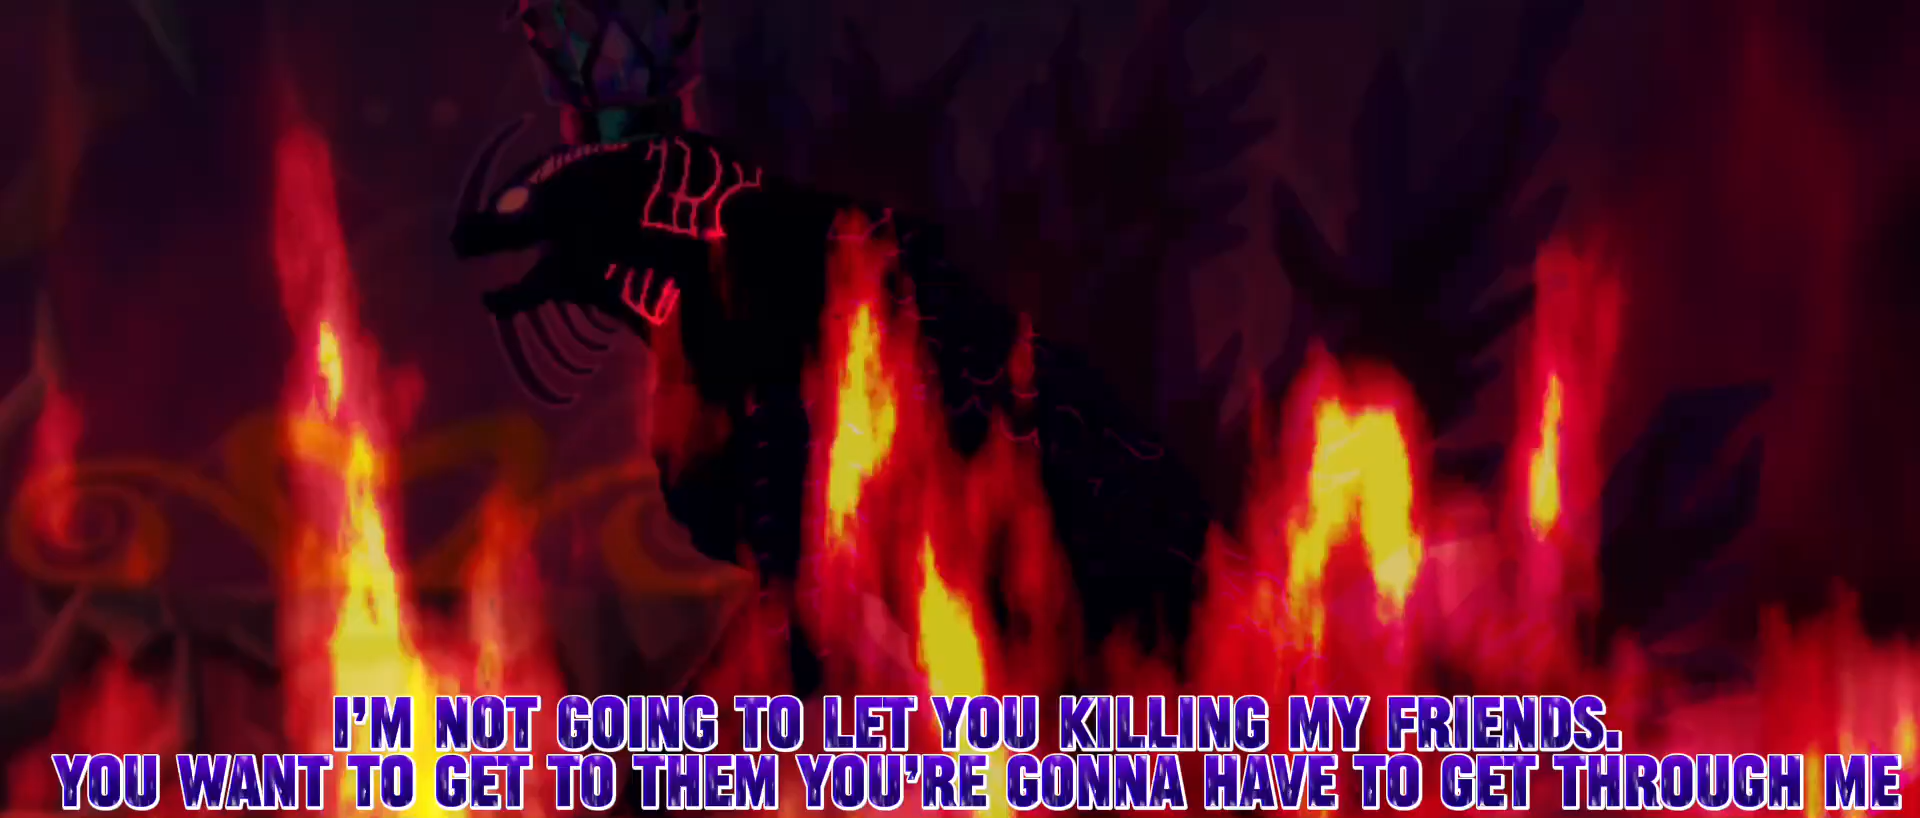 I'M NOT GOING TO LET YOU KILLING MY FRIENDS.
YOU WANT TO GET TO THEM YOU'RE GONNA HAVE TO GET THROUGH ME